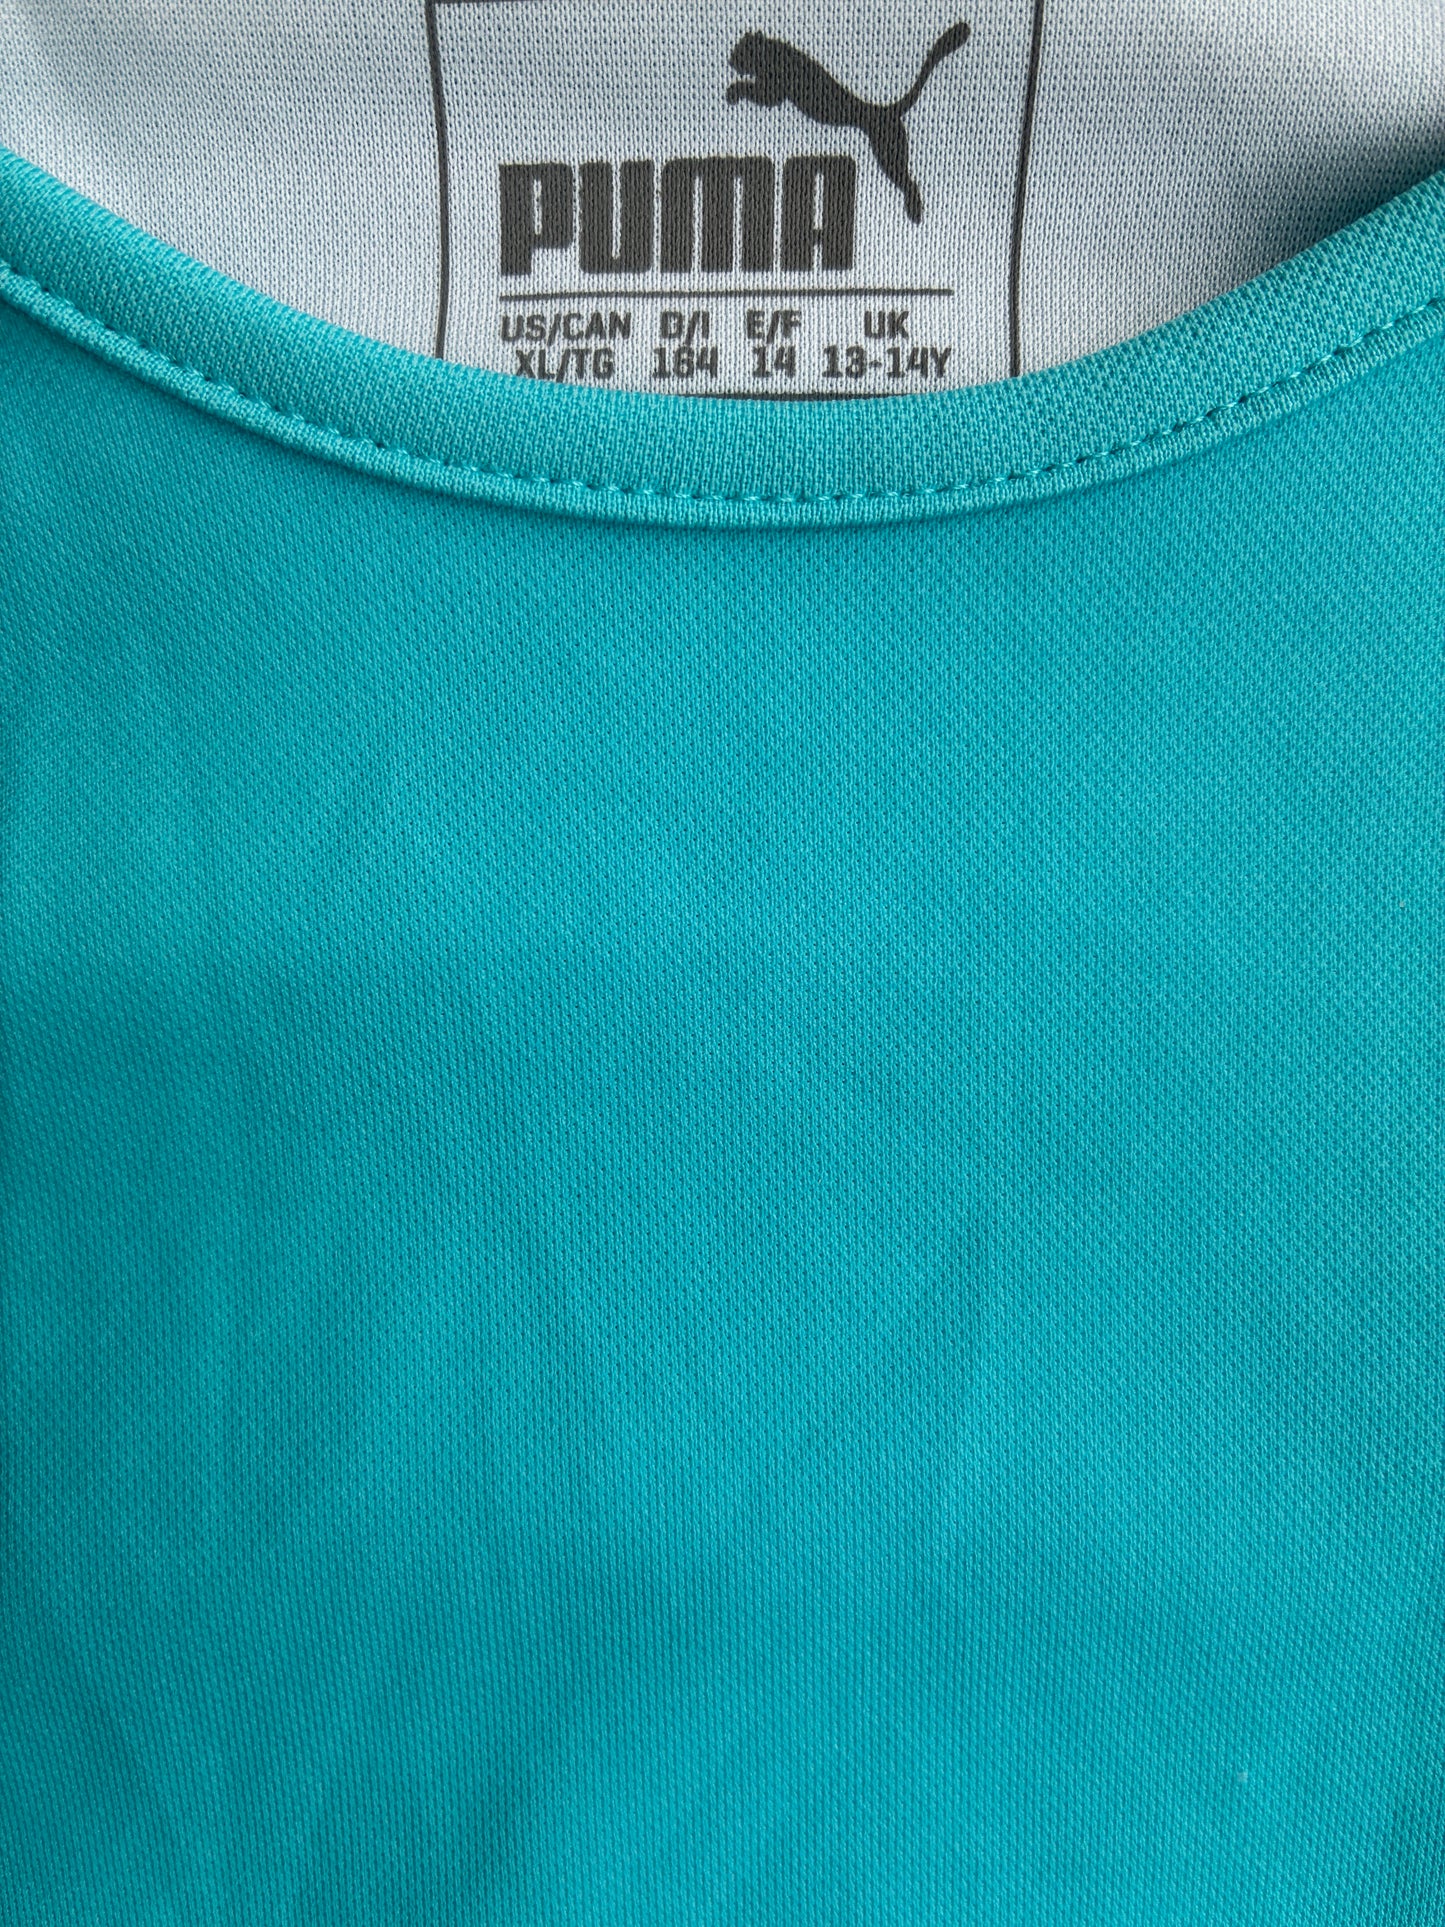 PUMA
US/CAN D/I E/F UK
XL/TG 164 14 13-14Y